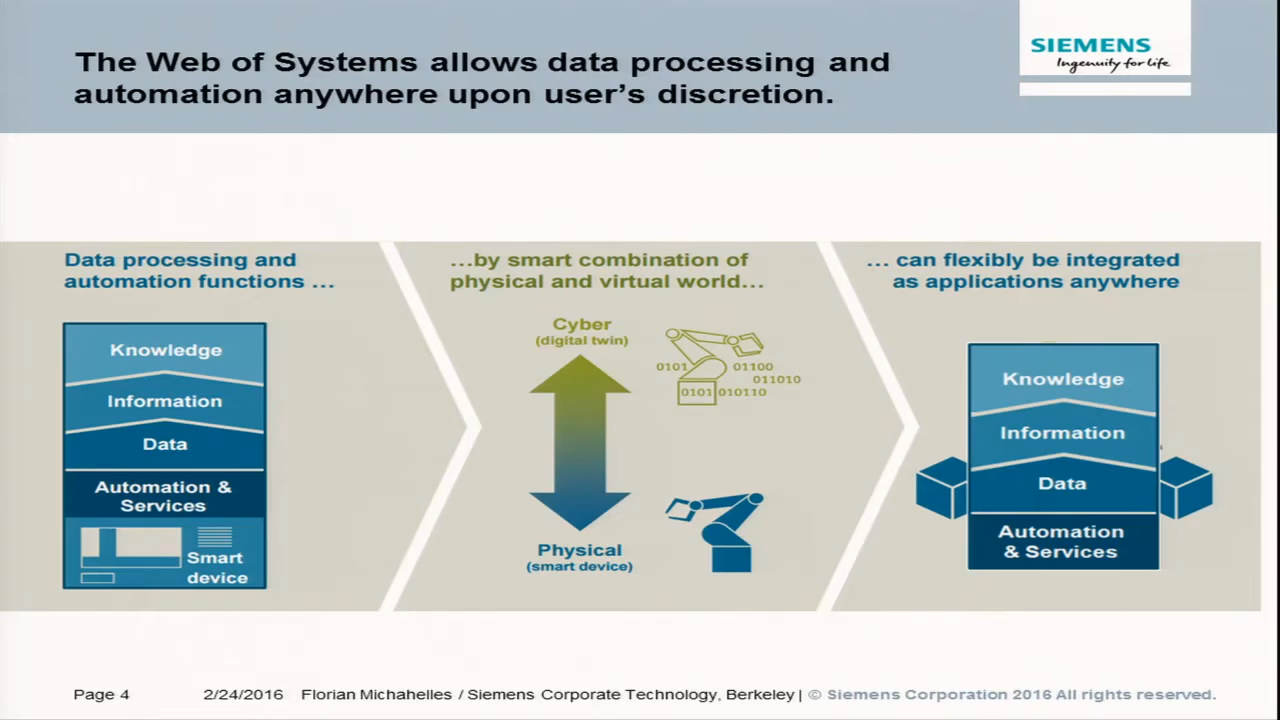 The Web of Systems allows data processing and
automation anywhere upon user's discretion.
SIEMENS
Ingenuity for life
Data processing and
automation functions ...
Knowledge
Information
Data
Automation &
Services
Smart
device
...by smart combination of
physical and virtual world...
Cyber
(digital twin)
0101 01100
011010
0101 010110
Physical
(smart device)
... can flexibly be integrated
as applications anywhere
Knowledge
Information
Data
Automation
& Services
Page 4 2/24/2016 Florian Michahelles / Siemens Corporate Technology, Berkeley | © Siemens Corporation 2016 All rights reserved.